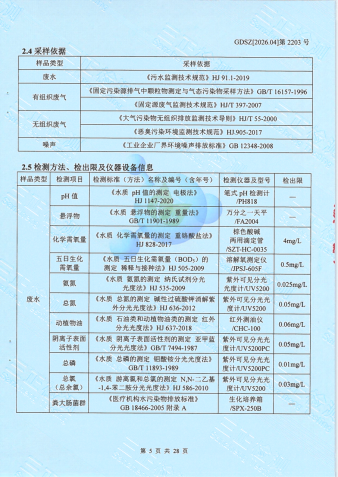 GDSZ[2026.04]第 2203 号
2.4 采样依据
样品类型 采样依据
废水 《污水监测技术规范》HJ 91.1-2019
有组织废气 《固定污染源排气中颗粒物测定与气态污染物采样方法》GB/T 16157-1996
《固定源废气监测技术规范》HJ/T 397-2007
无组织废气 《大气污染物无组织排放监测技术导则》HJ/T 55-2000
《恶臭污染环境监测技术规范》HJ 905-2017
噪声 《工业企业厂界环境噪声排放标准》GB 12348-2008
2.5 检测方法、检出限及仪器设备信息
样品类型 检测项目 检测标准（方法）名称及编号（含年号） 检测仪器及型号 检出限
废水
pH 值 《水质 pH 值的测定 电极法》 HJ 1147-2020 笔式 pH 检测计 /PH818 —
悬浮物 《水质 悬浮物的测定 重量法》 GB/T 11901-1989 万分之一天平 /FA2004 —
化学需氧量 《水质 化学需氧量的测定 重铬酸盐法》 HJ 828-2017 棕色酸碱两用滴定管 /SZT-HC-0035 4mg/L
五日生化需氧量 《水质 五日生化需氧量（BOD₅）的测定 稀释与接种法》HJ 505-2009 溶解氧测定仪 /JPSJ-605F 0.5mg/L
氨氮 《水质 氨氮的测定 纳氏试剂分光光度法》HJ 535-2009 紫外可见分光光度计/UV5200 0.025mg/L
总氮 《水质 总氮的测定 碱性过硫酸钾消解紫外分光光度法》HJ 636-2012 紫外可见分光光度计/UV5200 0.05mg/L
动植物油 《水质 石油类和动植物油类的测定 红外分光光度法》HJ 637-2018 红外测油仪 /CHC-100 0.06mg/L
阴离子表面活性剂 《水质 阴离子表面活性剂的测定 亚甲蓝分光光度法》GB/T 7494-1987 紫外可见分光光度计/UV5200PC 0.05mg/L
总磷 《水质 总磷的测定 钼酸铵分光光度法》 GB/T 11893-1989 紫外可见分光光度计/UV5200PC 0.01mg/L
总氯（总余氯） 《水质 游离氯和总氯的测定 N,N-二乙基-1,4-苯二胺分光光度法》HJ 586-2010 紫外可见分光光度计/UV5200 0.03mg/L
粪大肠菌群 《医疗机构水污染物排放标准》 GB 18466-2005 附录 A 生化培养箱 /SPX-250B —
第 5 页 共 28 页